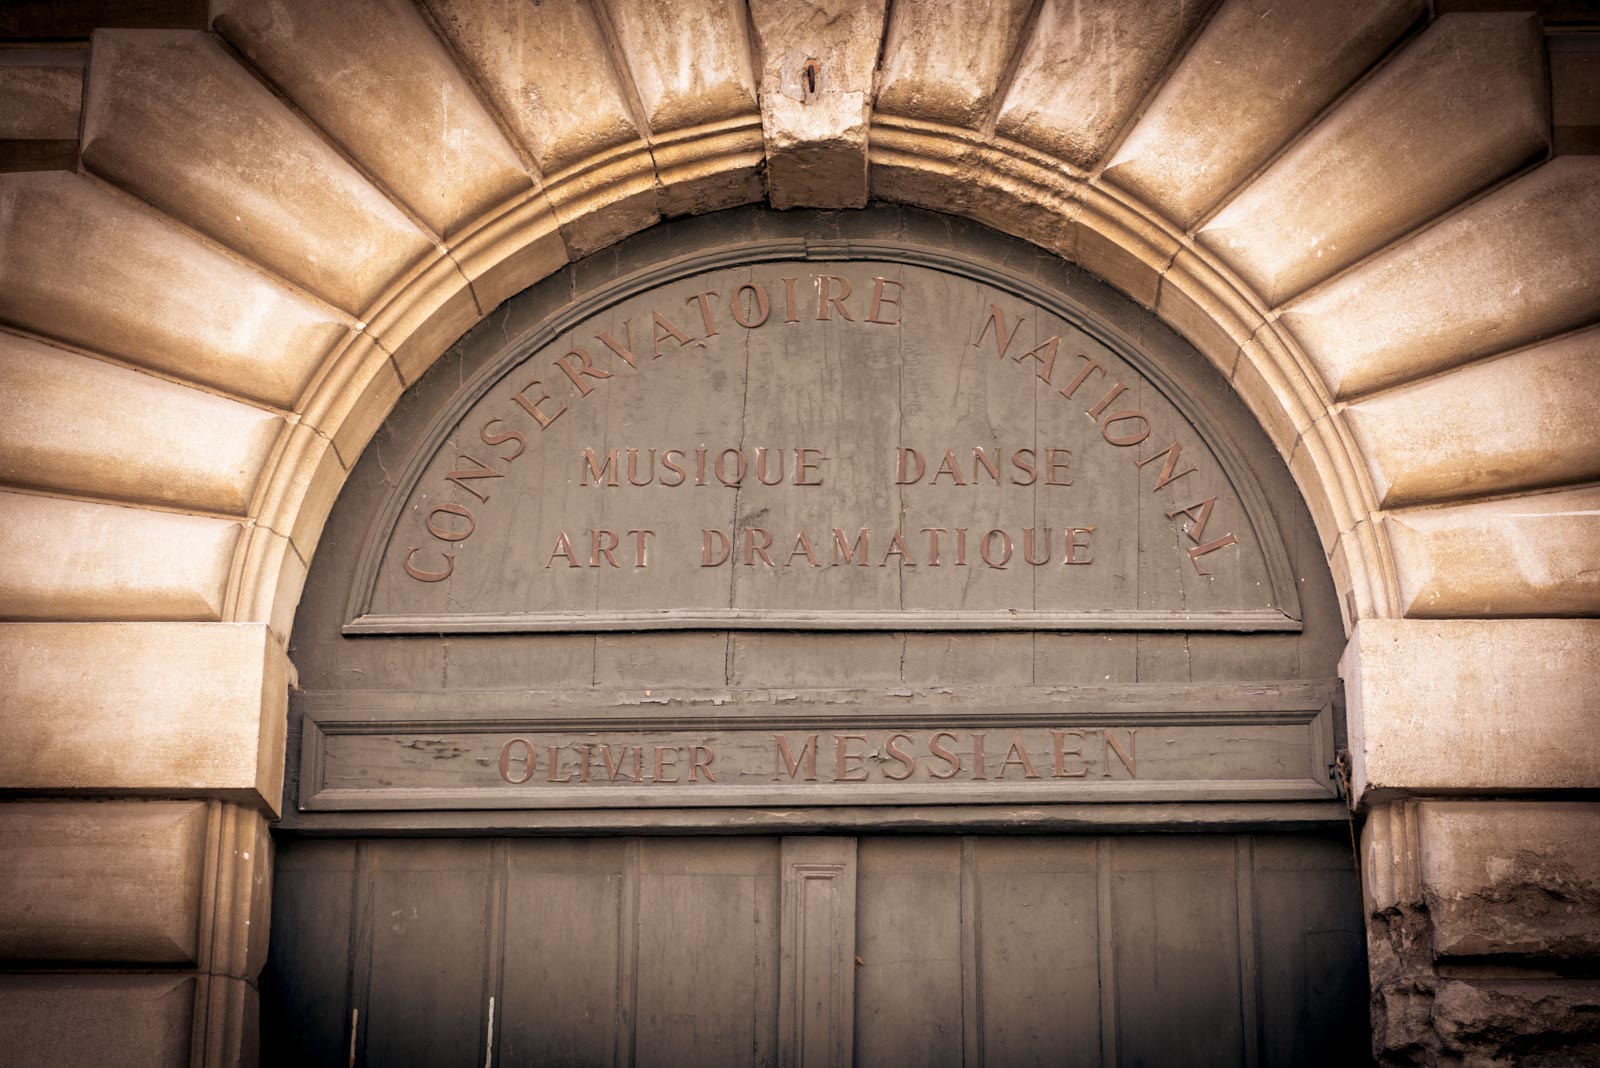 CONSERVATOIRE NATIONAL
MUSIQUE DANSE
ART DRAMATIQUE
OLIVIER MESSIAEN